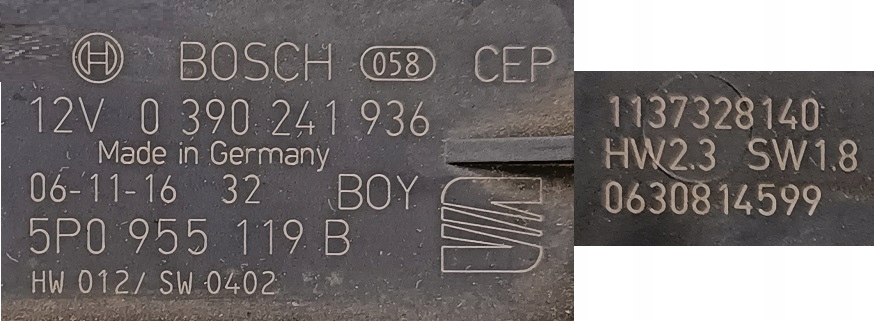 BOSCH 058 CEP
12V 0 390 241 936
Made in Germany
06-11-16 32 BOY
5P0 955 119 B
HW 012/ SW 0402
1137328140
HW2.3 SW1.8
0630814599